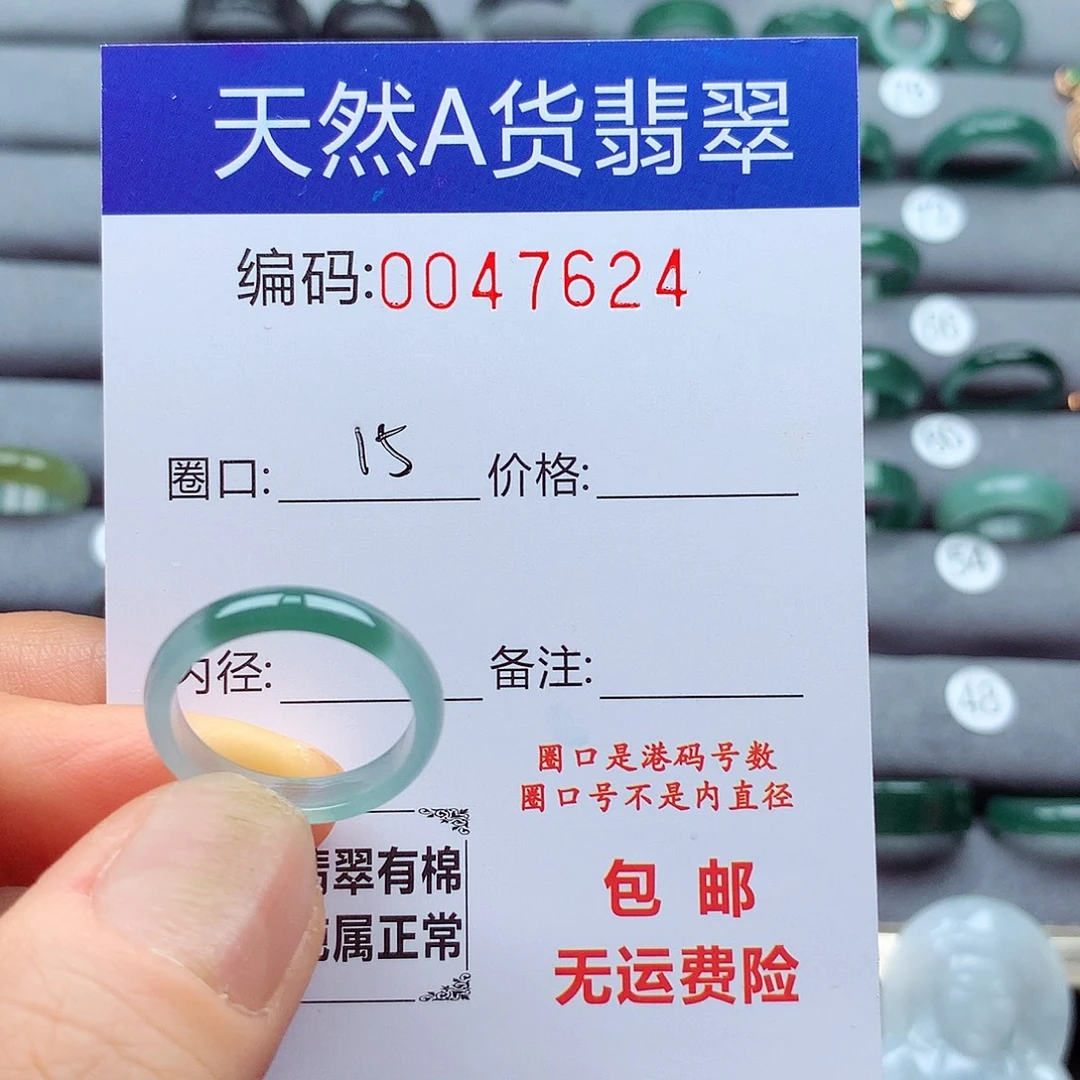 天然A货翡翠
编码:0047624
圈口: 15 价格:
内径: 备注:
圈口是港码号数
圈口号不是内直径
翠有棉
属正常
包 邮
无运费险
66
54
48